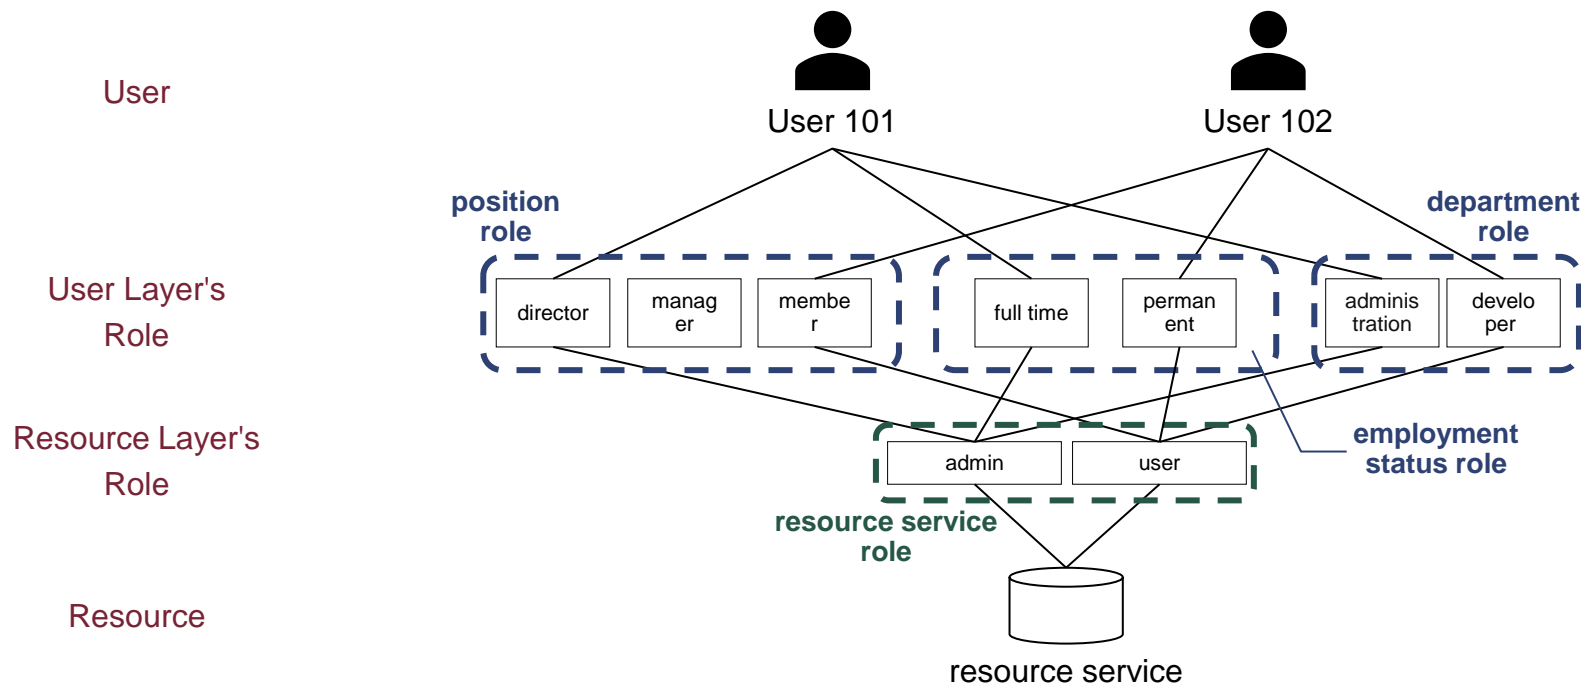 User
User 101
User 102
position
role
department
role
User Layer's
Role
director
manag
er
membe
r
full time
perman
ent
adminis
tration
develo
per
Resource Layer's
Role
admin
user
employment
status role
resource service
role
Resource
resource service